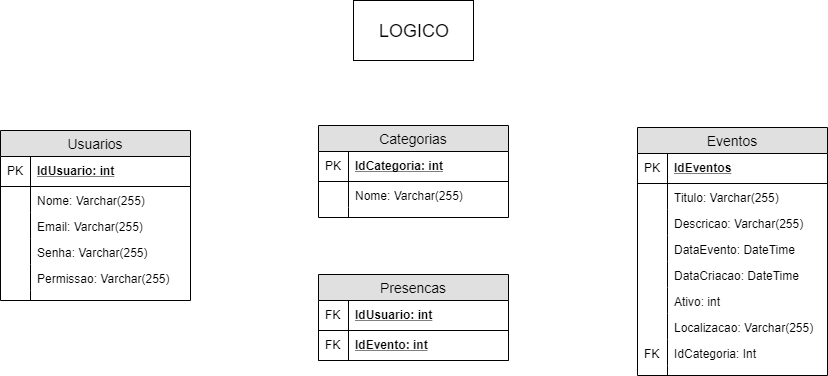 LOGICO
Usuarios
PK IdUsuario: int
Nome: Varchar(255)
Email: Varchar(255)
Senha: Varchar(255)
Permissao: Varchar(255)
Categorias
PK IdCategoria: int
Nome: Varchar(255)
Presencas
FK IdUsuario: int
FK IdEvento: int
Eventos
PK IdEventos
Titulo: Varchar(255)
Descricao: Varchar(255)
DataEvento: DateTime
DataCriacao: DateTime
Ativo: int
Localizacao: Varchar(255)
FK IdCategoria: Int